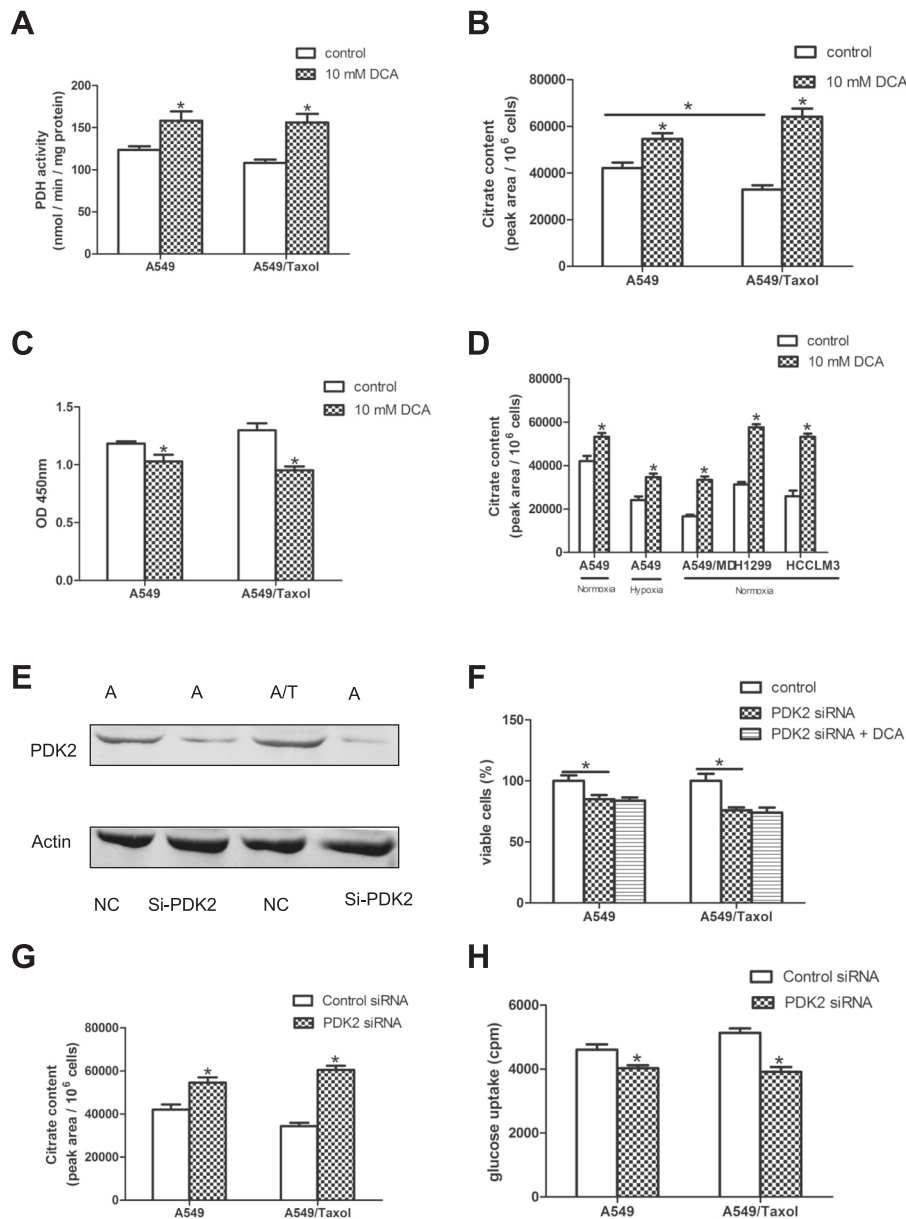 A
control
10 mM DCA
PDH activity
(nmol / min / mg protein)
200
150
100
50
0
*
*
A549
A549/Taxol
B
control
10 mM DCA
Citrate content
(peak area / 10⁶ cells)
80000
60000
40000
20000
0
*
*
*
A549
A549/Taxol
C
control
10 mM DCA
OD 450nm
1.5
1.0
0.5
0.0
*
*
A549
A549/Taxol
D
control
10 mM DCA
Citrate content
(peak area / 10⁶ cells)
80000
60000
40000
20000
0
*
*
*
*
*
A549 A549 A549/MD H1299 HCCLM3
Normoxia Hypoxia Normoxia
E
A A A/T A
PDK2
Actin
NC Si-PDK2 NC Si-PDK2
F
control
PDK2 siRNA
PDK2 siRNA + DCA
viable cells (%)
150
100
50
0
*
*
A549
A549/Taxol
G
Control siRNA
PDK2 siRNA
Citrate content
(peak area / 10⁶ cells)
80000
60000
40000
20000
0
*
*
A549
A549/Taxol
H
Control siRNA
PDK2 siRNA
glucose uptake (cpm)
6000
4000
2000
0
*
*
A549
A549/Taxol